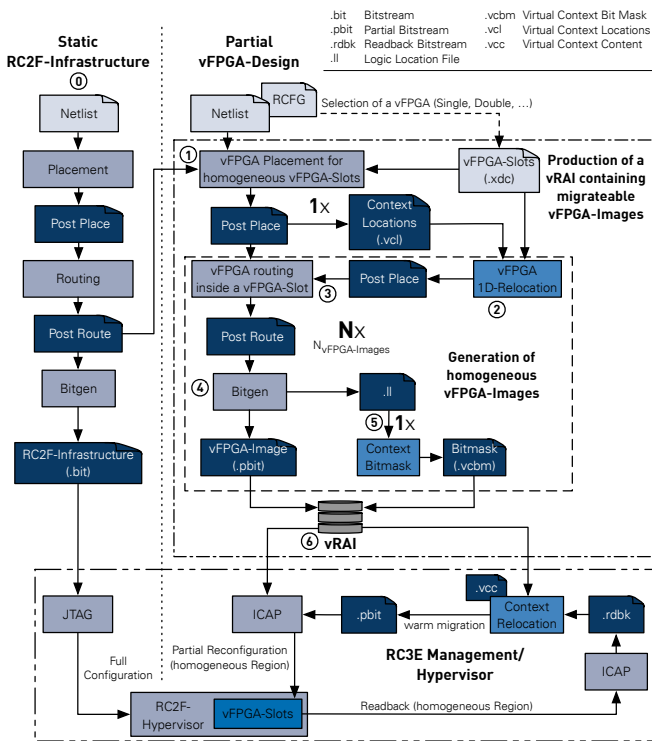 .bit Bitstream
.pbit Partial Bitstream
.rdbk Readback Bitstream
.ll Logic Location File
.vcbm Virtual Context Bit Mask
.vcl Virtual Context Locations
.vcc Virtual Context Content
Static
RC2F-Infrastructure
0
Partial
vFPGA-Design
Netlist
Placement
Post Place
Routing
Post Route
Bitgen
RC2F-Infrastructure
(.bit)
Netlist
RCFG
Selection of a vFPGA (Single, Double, ...)
1
vFPGA Placement for
homogeneous vFPGA-Slots
vFPGA-Slots
(.xdc)
Production of a
vRAI containing
migrateable
vFPGA-Images
Post Place
1x
Context
Locations
(.vcl)
vFPGA routing
inside a vFPGA-Slot
3
Post Place
vFPGA
1D-Relocation
2
Post Route
Nx
NvFPGA-Images
Generation of
homogeneous
vFPGA-Images
4
Bitgen
.ll
5
1x
vFPGA-Image
(.pbit)
Context
Bitmask
Bitmask
(.vcbm)
6
vRAI
JTAG
ICAP
.pbit
.vcc
Context
Relocation
.rdbk
warm migration
Full
Configuration
Partial Reconfiguration
(homogeneous Region)
RC3E Management/
Hypervisor
ICAP
RC2F-
Hypervisor
vFPGA-Slots
Readback (homogeneous Region)